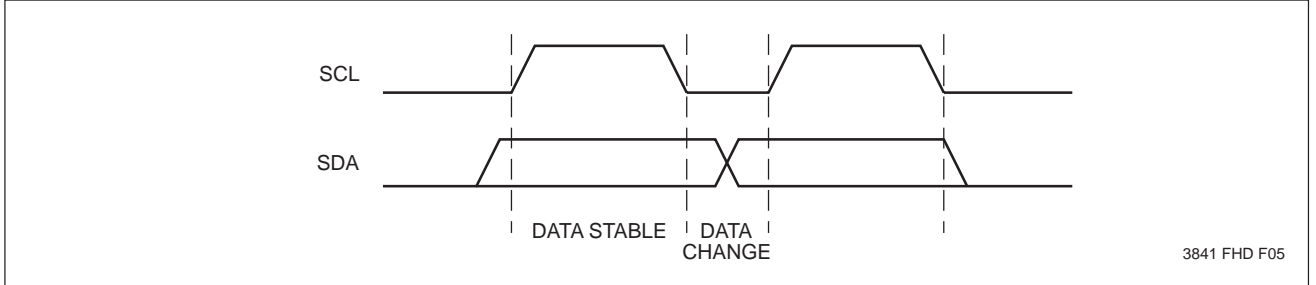 SCL
SDA
DATA STABLE
DATA
CHANGE
3841 FHD F05